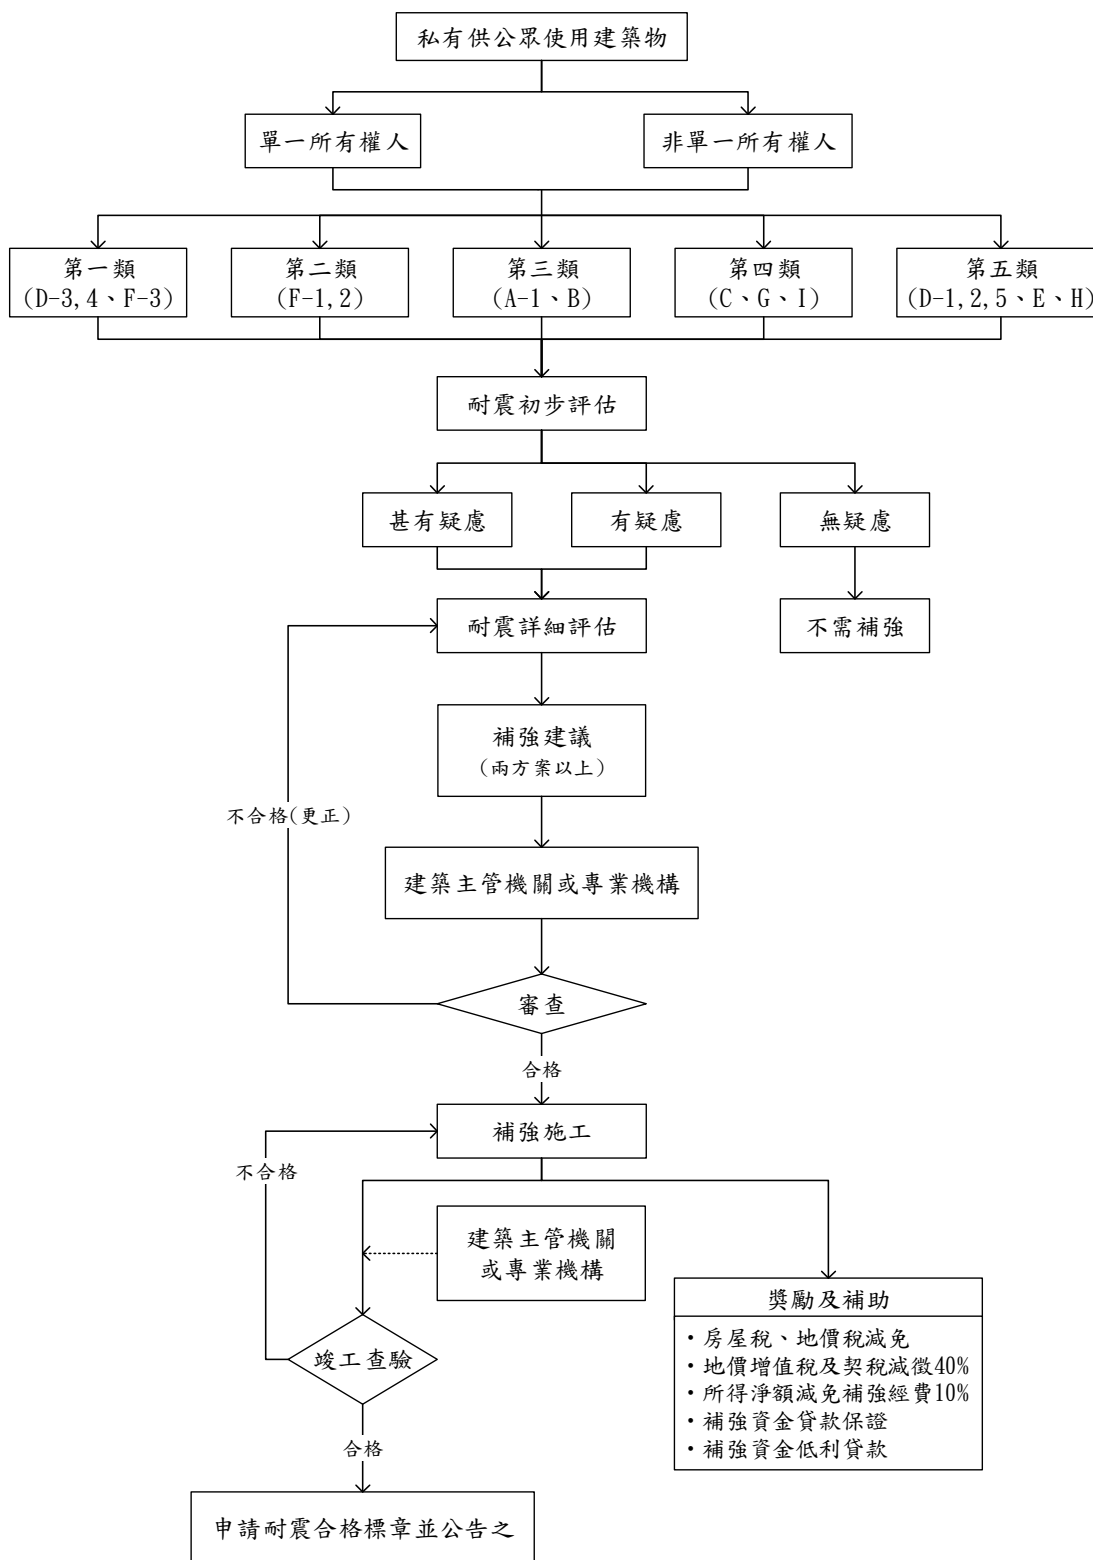 私有供公眾使用建築物
單一所有權人
非單一所有權人
第一類
(D-3,4、F-3)
第二類
(F-1,2)
第三類
(A-1、B)
第四類
(C、G、I)
第五類
(D-1,2,5、E、H)
耐震初步評估
甚有疑慮
有疑慮
無疑慮
耐震詳細評估
不需補強
補強建議
(兩方案以上)
不合格(更正)
建築主管機關或專業機構
審查
合格
補強施工
不合格
建築主管機關
或專業機構
獎勵及補助
・房屋稅、地價稅減免
・地價增值稅及契稅減徵40%
・所得淨額減免補強經費10%
・補強資金貸款保證
・補強資金低利貸款
竣工查驗
合格
申請耐震合格標章並公告之